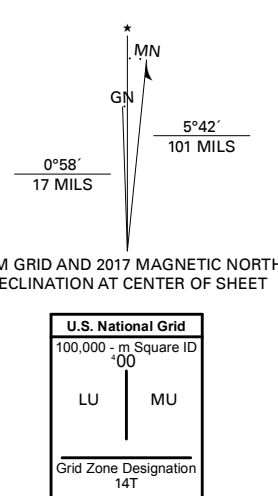 ★
MN
GN
5°42´
101 MILS
0°58´
17 MILS
M GRID AND 2017 MAGNETIC NORTH
ECLINATION AT CENTER OF SHEET
U.S. National Grid
100,000 - m Square ID
⁴00
LU MU
Grid Zone Designation
14T